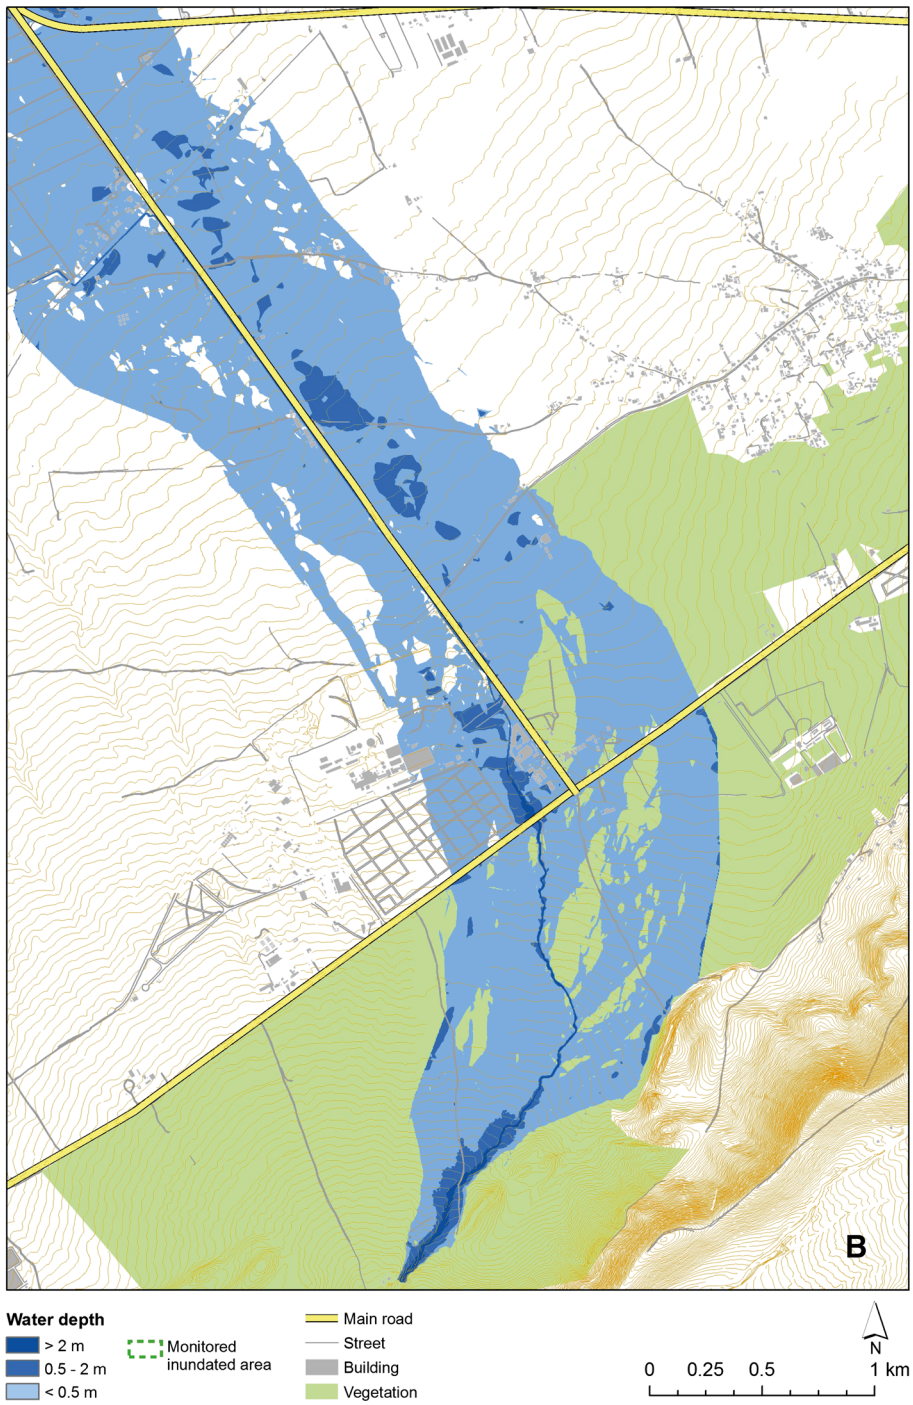 B
Water depth
> 2 m
0.5 - 2 m
< 0.5 m
Monitored
inundated area
Main road
Street
Building
Vegetation
N
0 0.25 0.5 1 km